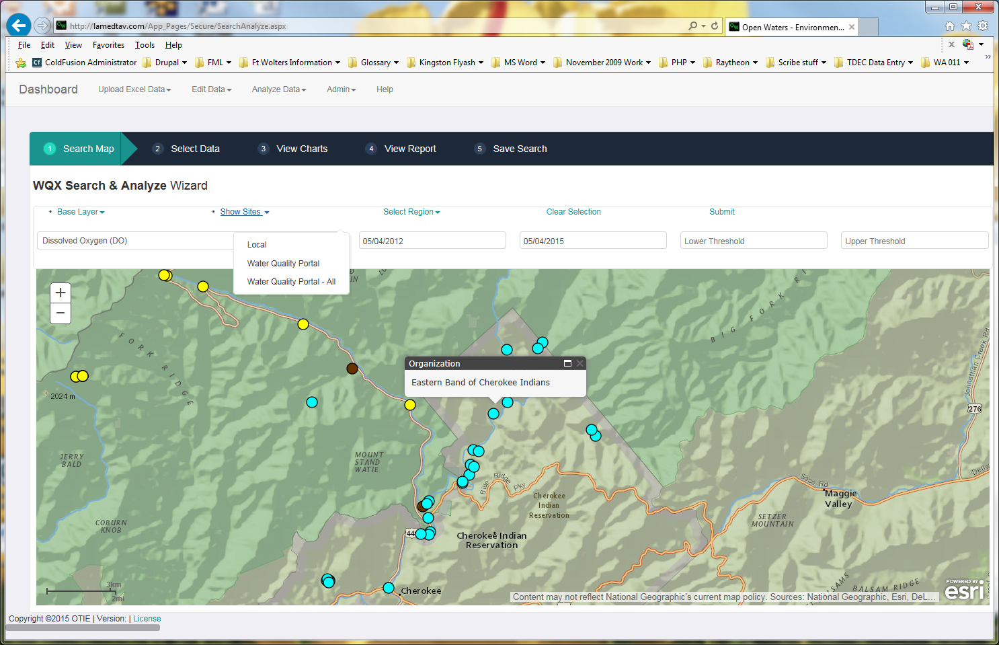 http://lamedtav.com/App_Pages/Secure/SearchAnalyze.aspx
Open Waters - Environmen...
File Edit View Favorites Tools Help
ColdFusion Administrator Drupal FML Ft Wolters Information Glossary Kingston Flyash MS Word November 2009 Work PHP Raytheon Scribe stuff TDEC Data Entry WA 011
Dashboard Upload Excel Data Edit Data Analyze Data Admin Help
1 Search Map 2 Select Data 3 View Charts 4 View Report 5 Save Search
WQX Search & Analyze Wizard
Base Layer Show Sites Select Region Clear Selection Submit
Dissolved Oxygen (DO) 05/04/2012 05/04/2015 Lower Threshold Upper Threshold
Local
Water Quality Portal
Water Quality Portal - All
+
−
BIG FORK RIDGE
FORK RIDGE
Organization
Eastern Band of Cherokee Indians
2024 m
Johnathan Creek Rd
276
JERRY
BALD
MOUNT
STAND
WATIE
Blue Ridge Pky
Soco Rd
Cherokee
Indian
Reservation
Maggie
Valley
SETZER
MOUNTAIN
COBURN
KNOB
Cherokee Indian
Reservation
Cherokee
3km
2mi
BALSAM RIDGE
Content may not reflect National Geographic's current map policy. Sources: National Geographic, Esri, DeL...
POWERED BY
esri
Copyright ©2015 OTIE | Version: | License